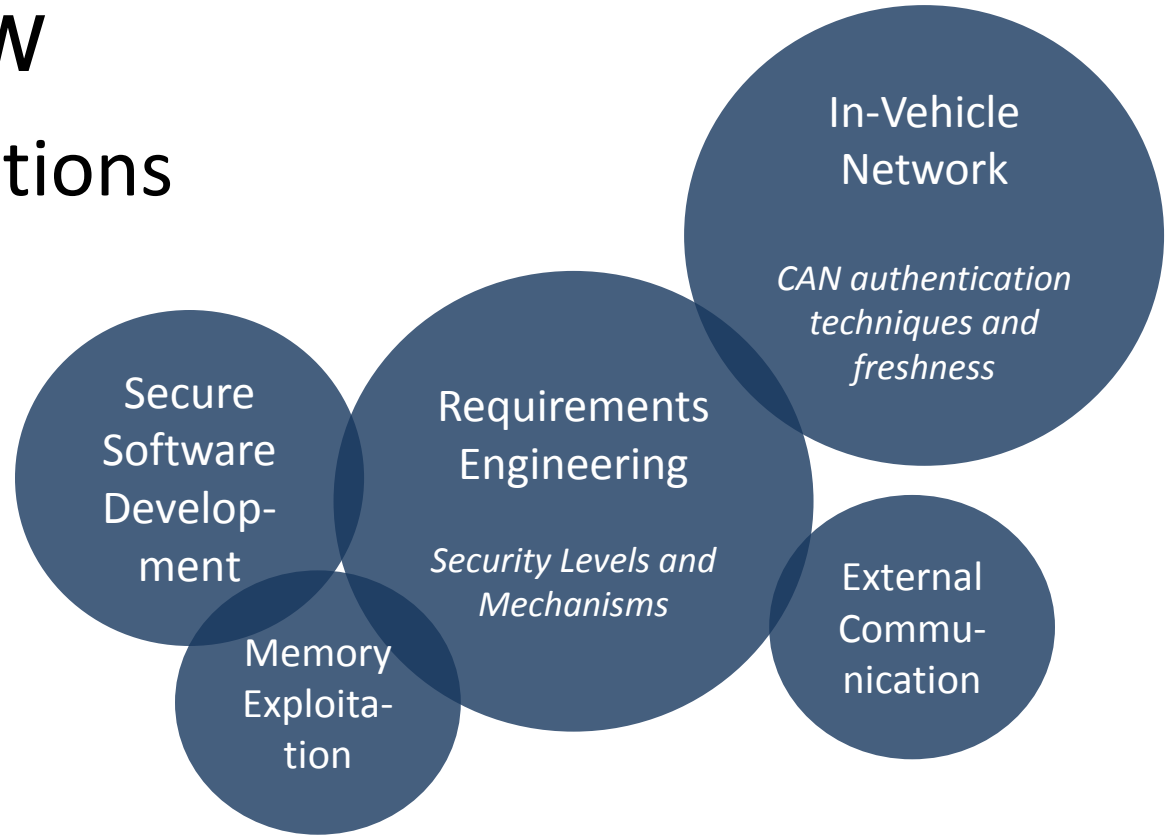 w
tions
In-Vehicle
Network
CAN authentication
techniques and
freshness
Secure
Software
Develop-
ment
Requirements
Engineering
Security Levels and
Mechanisms
External
Commu-
nication
Memory
Exploita-
tion